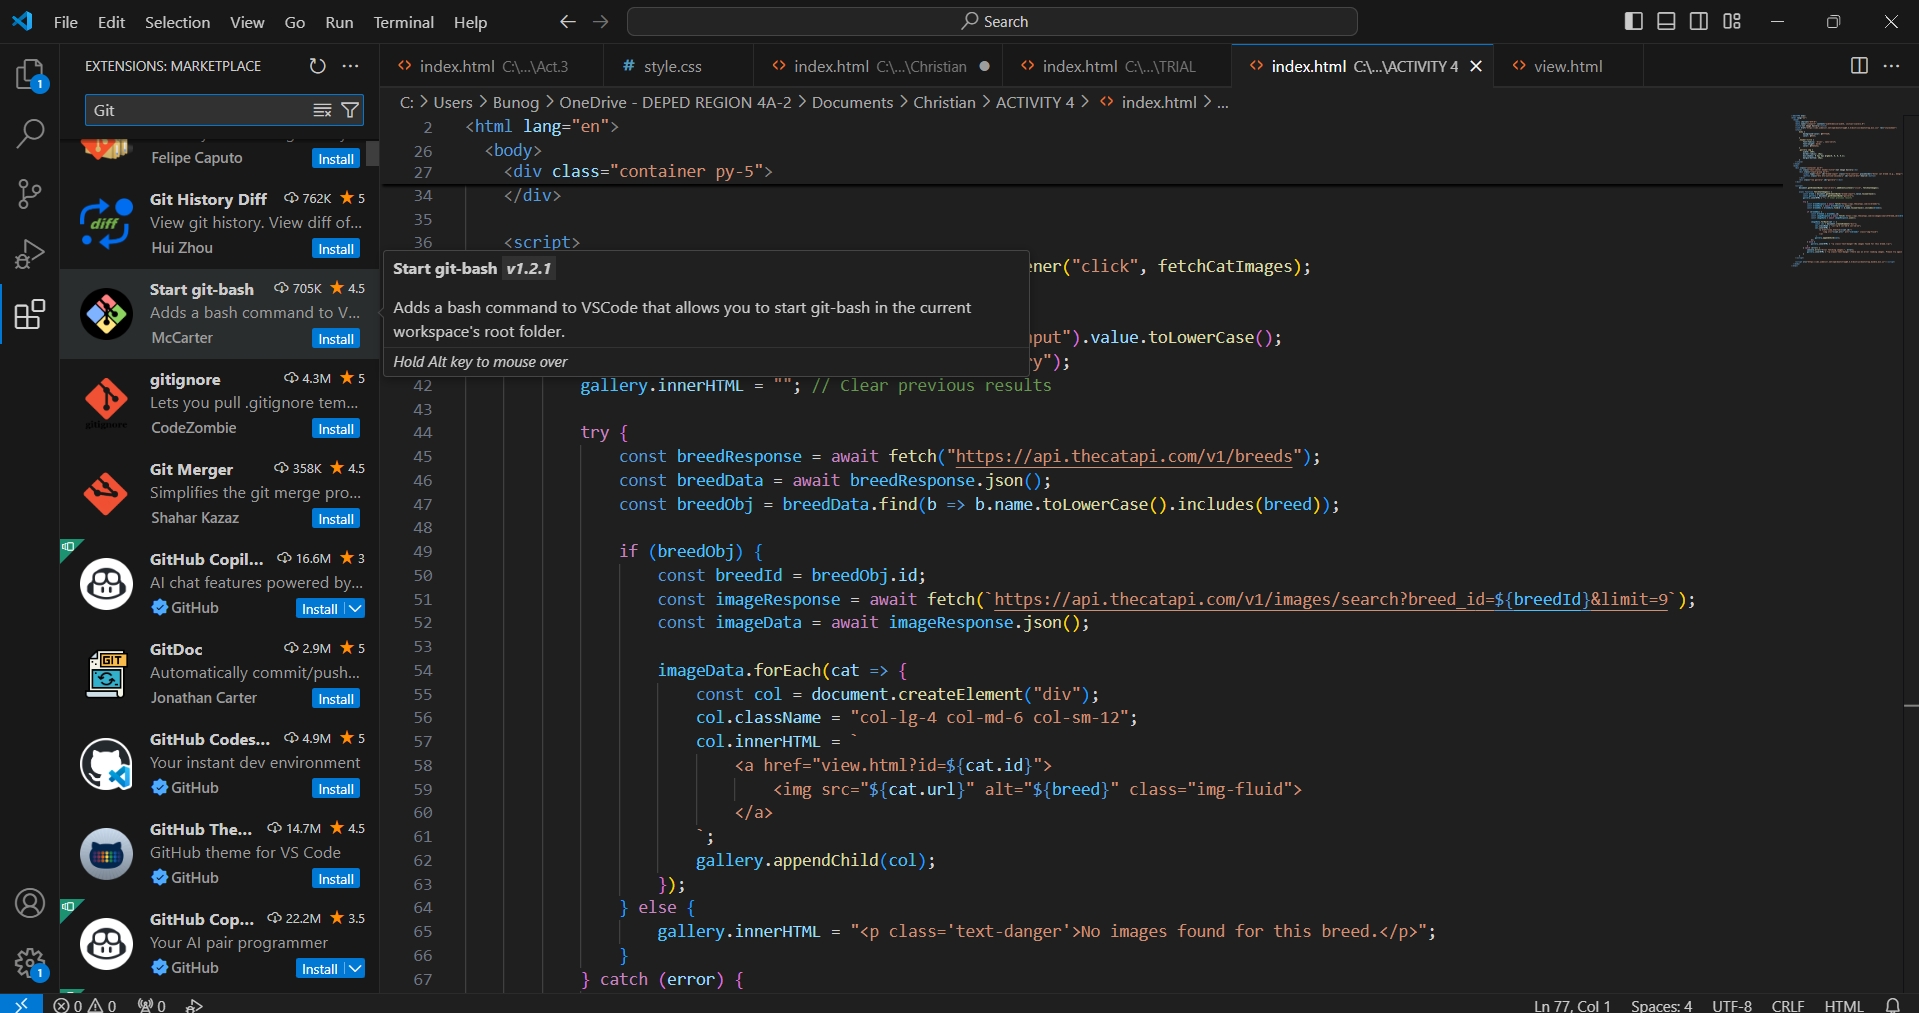 File Edit Selection View Go Run Terminal Help
Search
EXTENSIONS: MARKETPLACE
Git
Felipe Caputo
Install
Git History Diff 762K 5
View git history. View diff of...
Hui Zhou
Install
Start git-bash 705K 4.5
Adds a bash command to V...
McCarter
Install
gitignore 4.3M 5
Lets you pull .gitignore tem...
CodeZombie
Install
Git Merger 358K 4.5
Simplifies the git merge pro...
Shahar Kazaz
Install
GitHub Copil... 16.6M 3
AI chat features powered by...
GitHub
Install
GitDoc 2.9M 5
Automatically commit/push...
Jonathan Carter
Install
GitHub Codes... 4.9M 5
Your instant dev environment
GitHub
Install
GitHub The... 14.7M 4.5
GitHub theme for VS Code
GitHub
Install
GitHub Cop... 22.2M 3.5
Your AI pair programmer
GitHub
Install
index.html C:\...\Act.3
# style.css
index.html C:\...\Christian
index.html C:\...\TRIAL
index.html C:\...\ACTIVITY 4
view.html
C: > Users > Bunog > OneDrive - DEPED REGION 4A-2 > Documents > Christian > ACTIVITY 4 > <> index.html > ...
2 <html lang="en">
26 <body>
27 <div class="container py-5">
34 </div>
35
36 <script>
Start git-bash v1.2.1
ner("click", fetchCatImages);
Adds a bash command to VSCode that allows you to start git-bash in the current
workspace's root folder.
put").value.toLowerCase();
Hold Alt key to mouse over
y");
42 gallery.innerHTML = ""; // Clear previous results
43
44 try {
45 const breedResponse = await fetch("https://api.thecatapi.com/v1/breeds");
46 const breedData = await breedResponse.json();
47 const breedObj = breedData.find(b => b.name.toLowerCase().includes(breed));
48
49 if (breedObj) {
50 const breedId = breedObj.id;
51 const imageResponse = await fetch(`https://api.thecatapi.com/v1/images/search?breed_id=${breedId}&limit=9`);
52 const imageData = await imageResponse.json();
53
54 imageData.forEach(cat => {
55 const col = document.createElement("div");
56 col.className = "col-lg-4 col-md-6 col-sm-12";
57 col.innerHTML = `
58 <a href="view.html?id=${cat.id}">
59 <img src="${cat.url}" alt="${breed}" class="img-fluid">
60 </a>
61 `;
62 gallery.appendChild(col);
63 });
64 } else {
65 gallery.innerHTML = "<p class='text-danger'>No images found for this breed.</p>";
66 }
67 } catch (error) {
1
1
0 0 0
Ln 77, Col 1 Spaces: 4 UTF-8 CRLF HTML